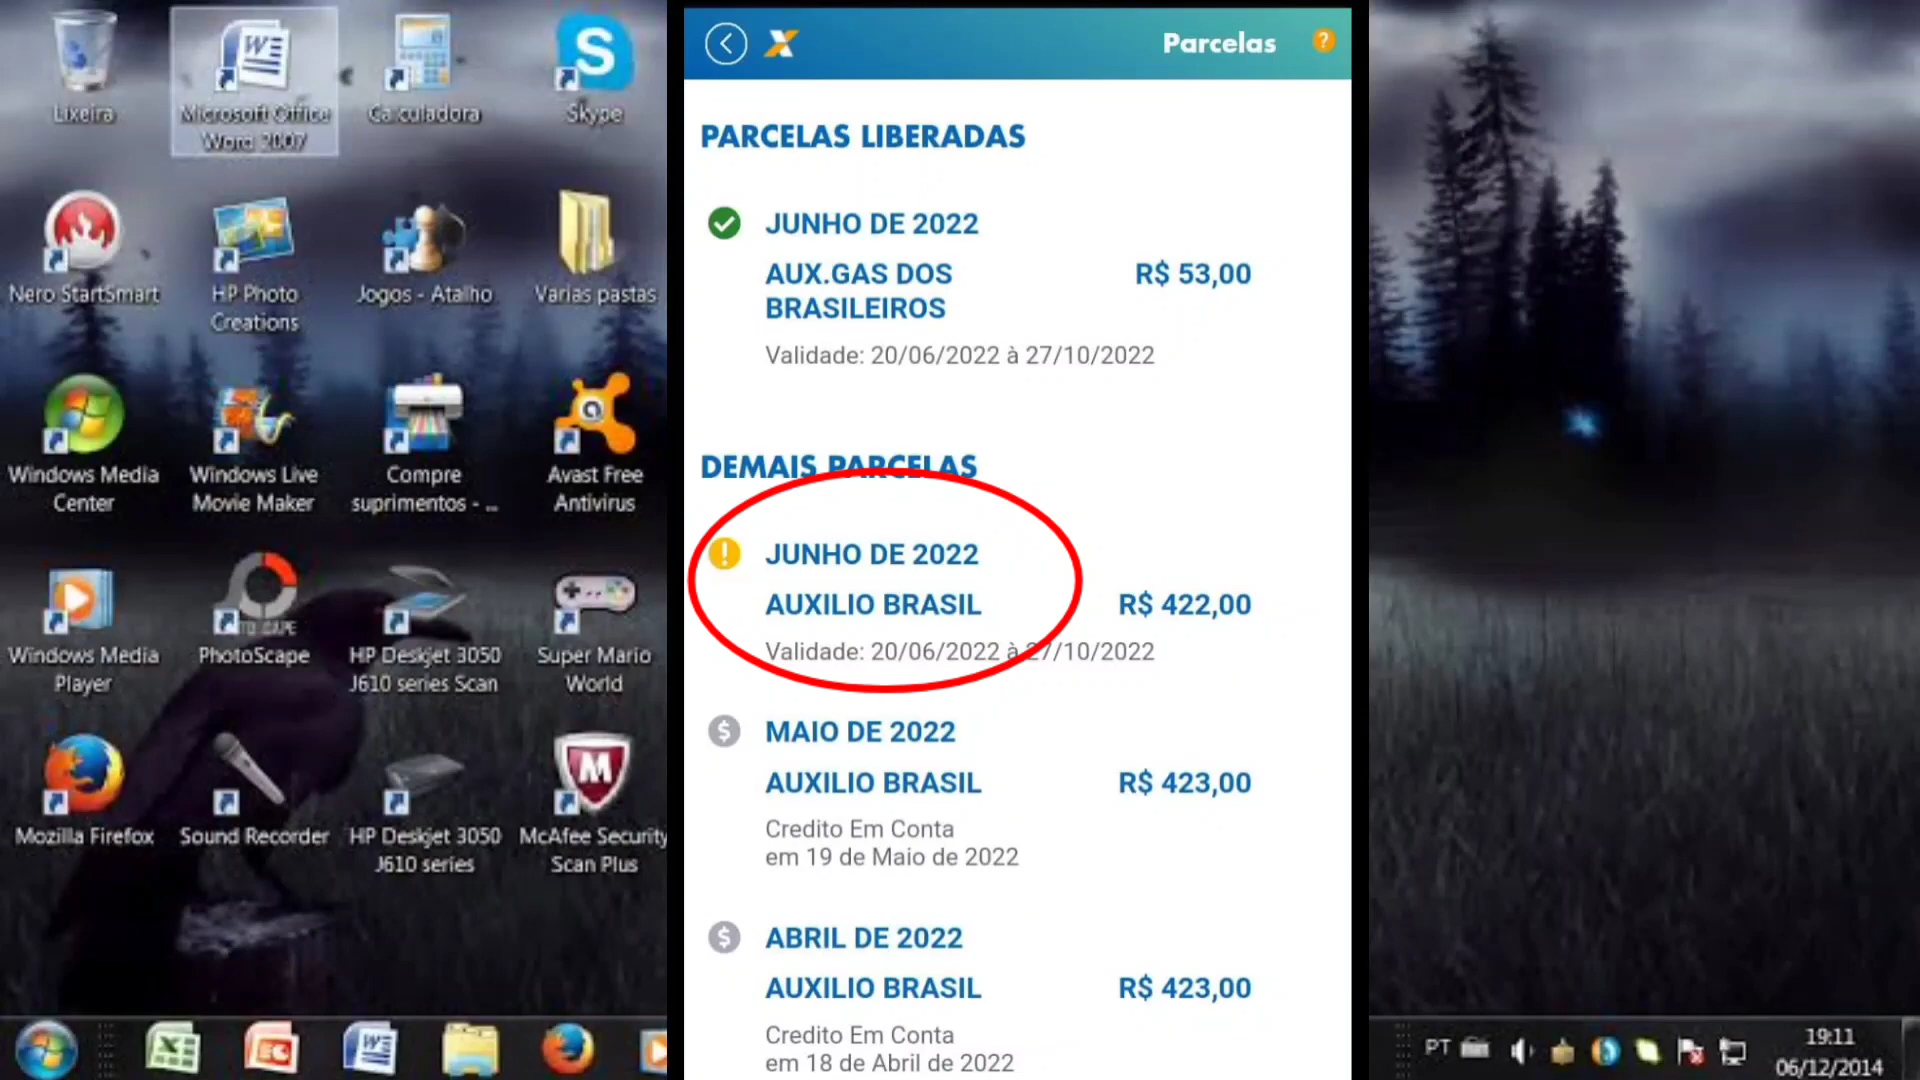 Lixeira
Microsoft Office
Word 2007
Calculadora
Skype
Nero StartSmart
HP Photo
Creations
Jogos - Atalho
Varias pastas
Windows Media
Center
Windows Live
Movie Maker
Compre
suprimentos - ...
Avast Free
Antivirus
Windows Media
Player
PhotoScape
HP Deskjet 3050
J610 series Scan
Super Mario
World
Mozilla Firefox
Sound Recorder
HP Deskjet 3050
J610 series
McAfee Security
Scan Plus
Parcelas ?
PARCELAS LIBERADAS
JUNHO DE 2022
AUX.GAS DOS
BRASILEIROS
R$ 53,00
Validade: 20/06/2022 à 27/10/2022
DEMAIS PARCELAS
JUNHO DE 2022
AUXILIO BRASIL R$ 422,00
Validade: 20/06/2022 à 27/10/2022
MAIO DE 2022
AUXILIO BRASIL R$ 423,00
Credito Em Conta
em 19 de Maio de 2022
ABRIL DE 2022
AUXILIO BRASIL R$ 423,00
Credito Em Conta
em 18 de Abril de 2022
PT
19:11
06/12/2014